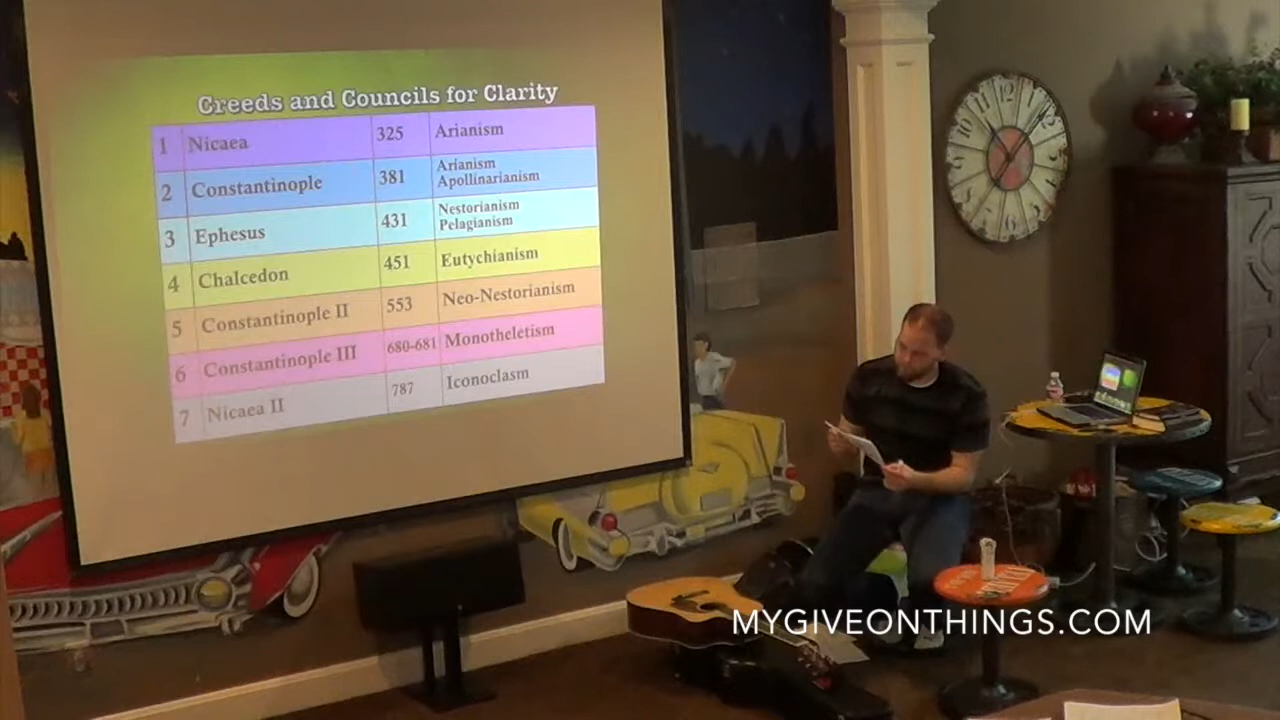 Creeds and Councils for Clarity
1 Nicaea 325 Arianism
2 Constantinople 381 Arianism Apollinarianism
3 Ephesus 431 Nestorianism Pelagianism
4 Chalcedon 451 Eutychianism
5 Constantinople II 553 Neo-Nestorianism
6 Constantinople III 680-681 Monotheletism
7 Nicaea II 787 Iconoclasm
MYGIVEONTHINGS.COM